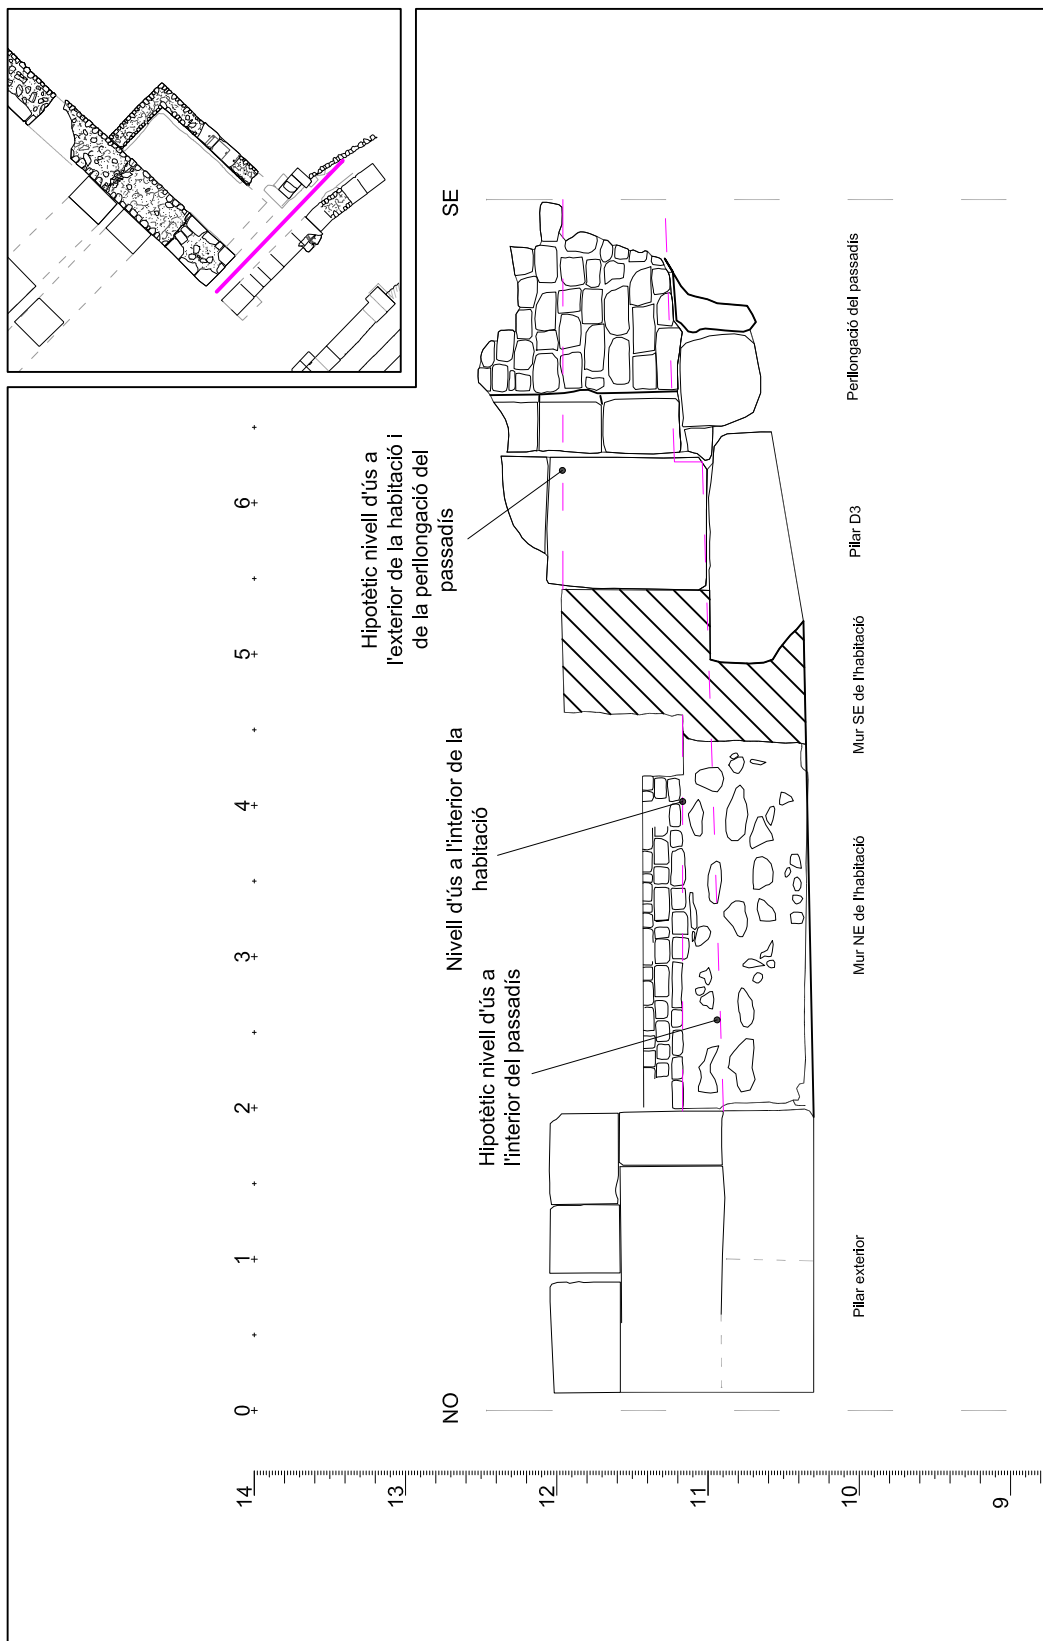 Hipotètic nivell d'ús a
l'exterior de la habitació i
de la perllongació del
passadís
Nivell d'ús a l'interior de la
habitació
Hipotètic nivell d'ús a
l'interior del passadís
NO
SE
0
1
2
3
4
5
6
14
13
12
11
10
9
Pilar exterior
Mur NE de l'habitació
Mur SE de l'habitació
Pilar D3
Perllongació del passadís